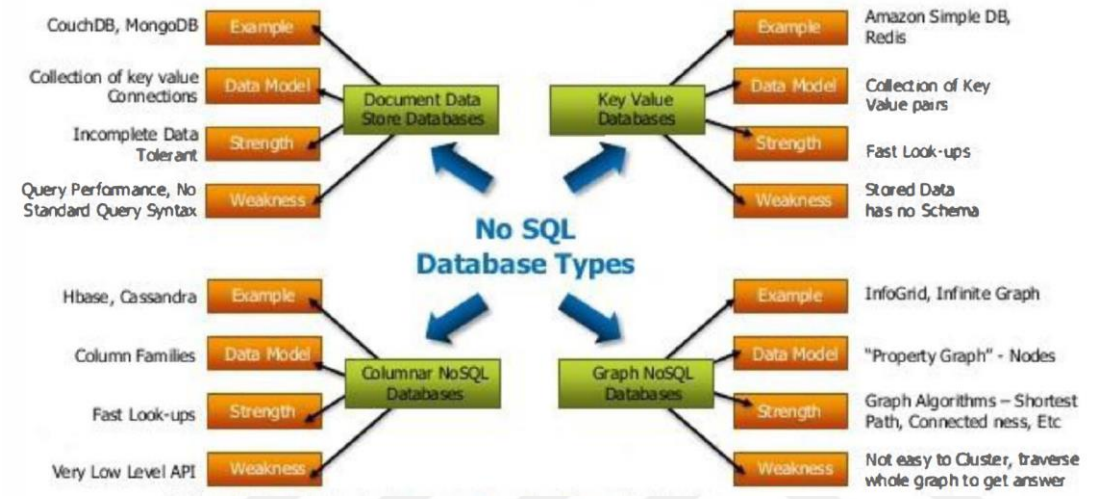 CouchDB, MongoDB
Example
Collection of key value
Connections
Data Model
Incomplete Data
Tolerant
Strength
Query Performance, No
Standard Query Syntax
Weakness
Document Data
Store Databases
Key Value
Databases
Example
Amazon Simple DB,
Redis
Data Model
Collection of Key
Value pairs
Strength
Fast Look-ups
Weakness
Stored Data
has no Schema
No SQL
Database Types
Hbase, Cassandra
Example
Column Families
Data Model
Fast Look-ups
Strength
Very Low Level API
Weakness
Columnar NoSQL
Databases
Graph NoSQL
Databases
Example
InfoGrid, Infinite Graph
Data Model
"Property Graph" - Nodes
Strength
Graph Algorithms – Shortest
Path, Connected ness, Etc
Weakness
Not easy to Cluster, traverse
whole graph to get answer